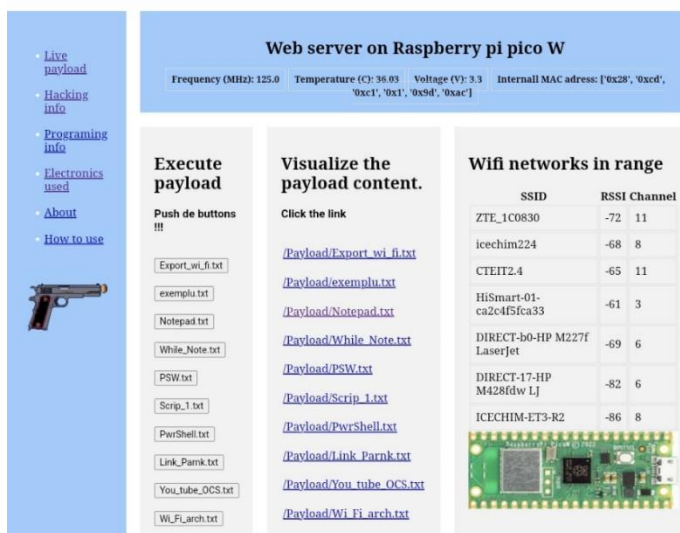 Live
payload
Hacking
info
Programing
info
Electronics
used
About
How to use
Web server on Raspberry pi pico W
Frequency (MHz): 125.0 Temperature (C): 36.03 Voltage (V): 3.3 Internall MAC adress: ['0x28', '0xcd',
'0xc1', '0x1', '0x9d', '0xac']
Execute
payload
Push de buttons
!!!
Export_wi_fi.txt
exemplu.txt
Notepad.txt
While_Note.txt
PSW.txt
Scrip_1.txt
PwrShell.txt
Link_Parnk.txt
You_tube_OCS.txt
Wi_Fi_arch.txt
Visualize the
payload content.
Click the link
/Payload/Export_wi_fi.txt
/Payload/exemplu.txt
/Payload/Notepad.txt
/Payload/While_Note.txt
/Payload/PSW.txt
/Payload/Scrip_1.txt
/Payload/PwrShell.txt
/Payload/Link_Parnk.txt
/Payload/You_tube_OCS.txt
/Payload/Wi_Fi_arch.txt
Wifi networks in range
SSID RSSI Channel
ZTE_1C0830 -72 11
icechim224 -68 8
CTEIT2.4 -65 11
HiSmart-01-
ca2c4f5fca33 -61 3
DIRECT-b0-HP M227f
LaserJet -69 6
DIRECT-17-HP
M428fdw LJ -82 6
ICECHIM-ET3-R2 -86 8